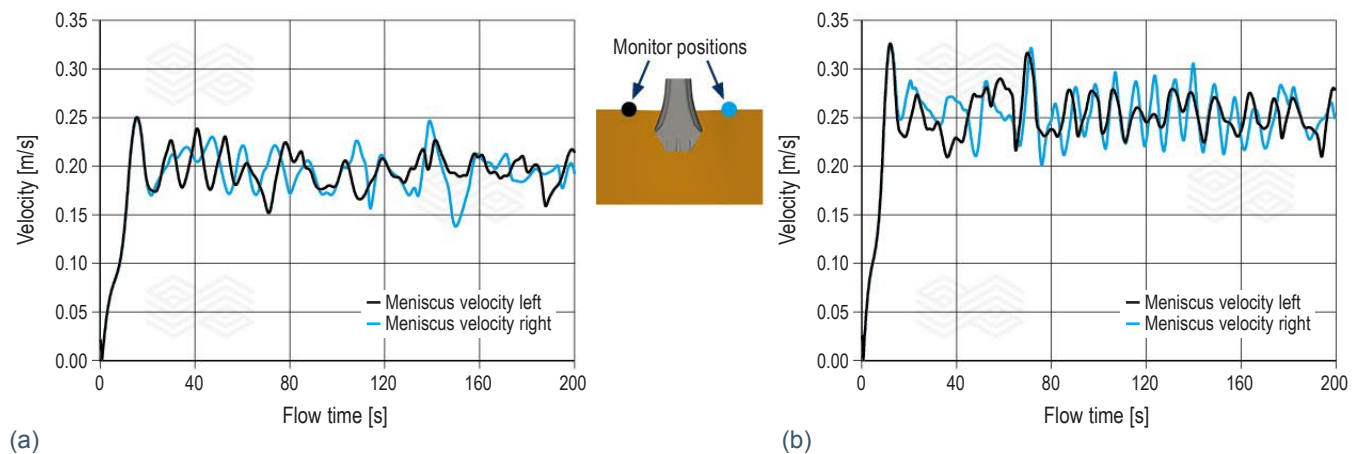 0.35
0.30
0.25
0.20
0.15
0.10
0.05
0.00
Velocity [m/s]
0
40
80
120
160
200
Flow time [s]
Meniscus velocity left
Meniscus velocity right
(a)
Monitor positions
0.35
0.30
0.25
0.20
0.15
0.10
0.05
0.00
Velocity [m/s]
0
40
80
120
160
200
Flow time [s]
Meniscus velocity left
Meniscus velocity right
(b)